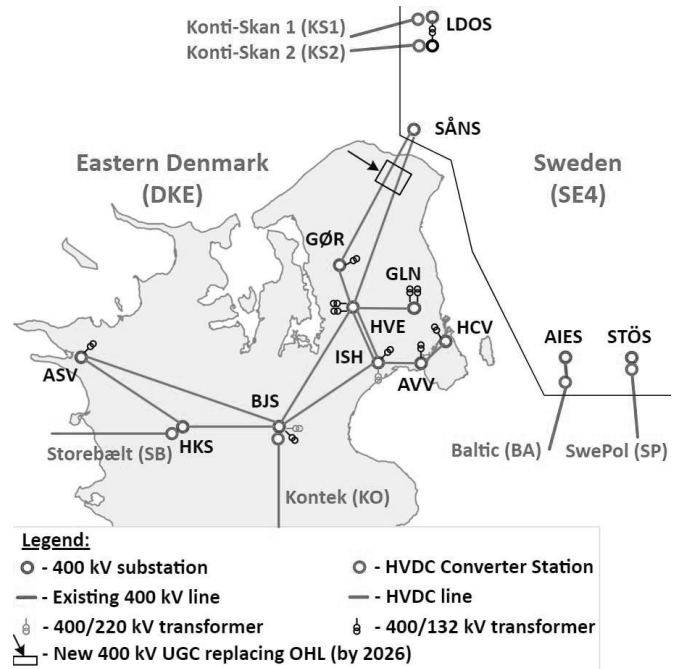 Konti-Skan 1 (KS1)
Konti-Skan 2 (KS2)
LDOS
SÅNS
Eastern Denmark
(DKE)
Sweden
(SE4)
GØR
GLN
HVE
HCV
ISH
AVV
ASV
BJS
AIES
STÖS
HKS
Storebælt (SB)
Baltic (BA)
SwePol (SP)
Kontek (KO)
Legend:
- 400 kV substation
- HVDC Converter Station
- Existing 400 kV line
- HVDC line
- 400/220 kV transformer
- 400/132 kV transformer
- New 400 kV UGC replacing OHL (by 2026)